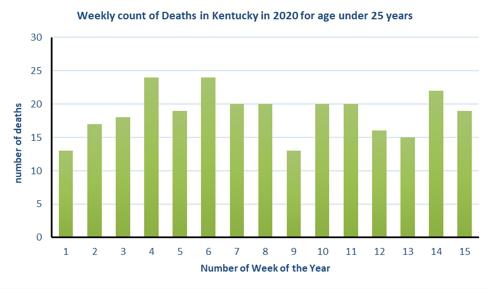 Weekly count of Deaths in Kentucky in 2020 for age under 25 years
number of deaths
30
25
20
15
10
5
0
1 2 3 4 5 6 7 8 9 10 11 12 13 14 15
Number of Week of the Year